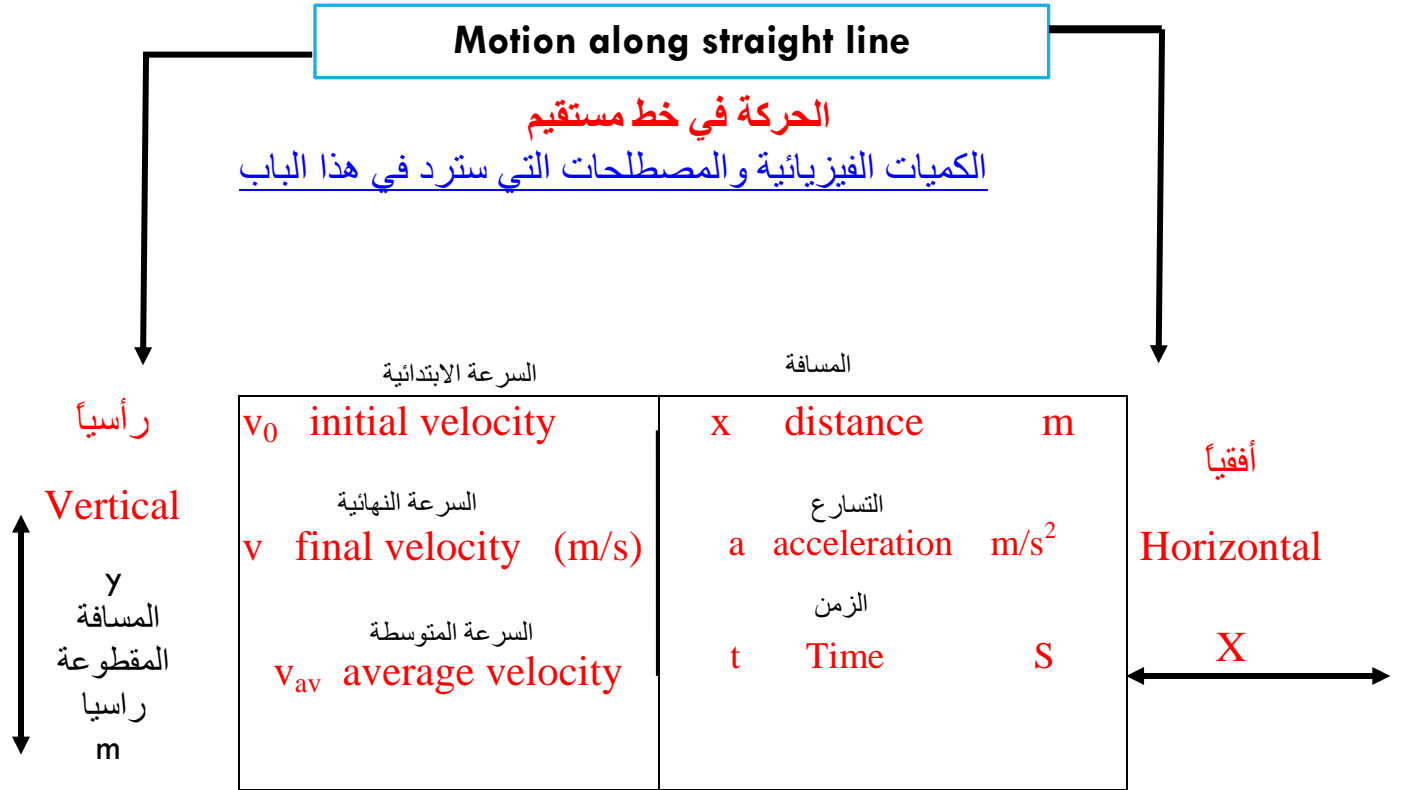 Motion along straight line
الحركة في خط مستقيم
الكميات الفيزيائية والمصطلحات التي سترد في هذا الباب
رأسياً
Vertical
y
المسافة
المقطوعة
راسيا
m
السرعة الابتدائية
v₀ initial velocity
السرعة النهائية
v final velocity (m/s)
السرعة المتوسطة
vₐᵥ average velocity
المسافة
x distance m
التسارع
a acceleration m/s²
الزمن
t Time S
أفقياً
Horizontal
X